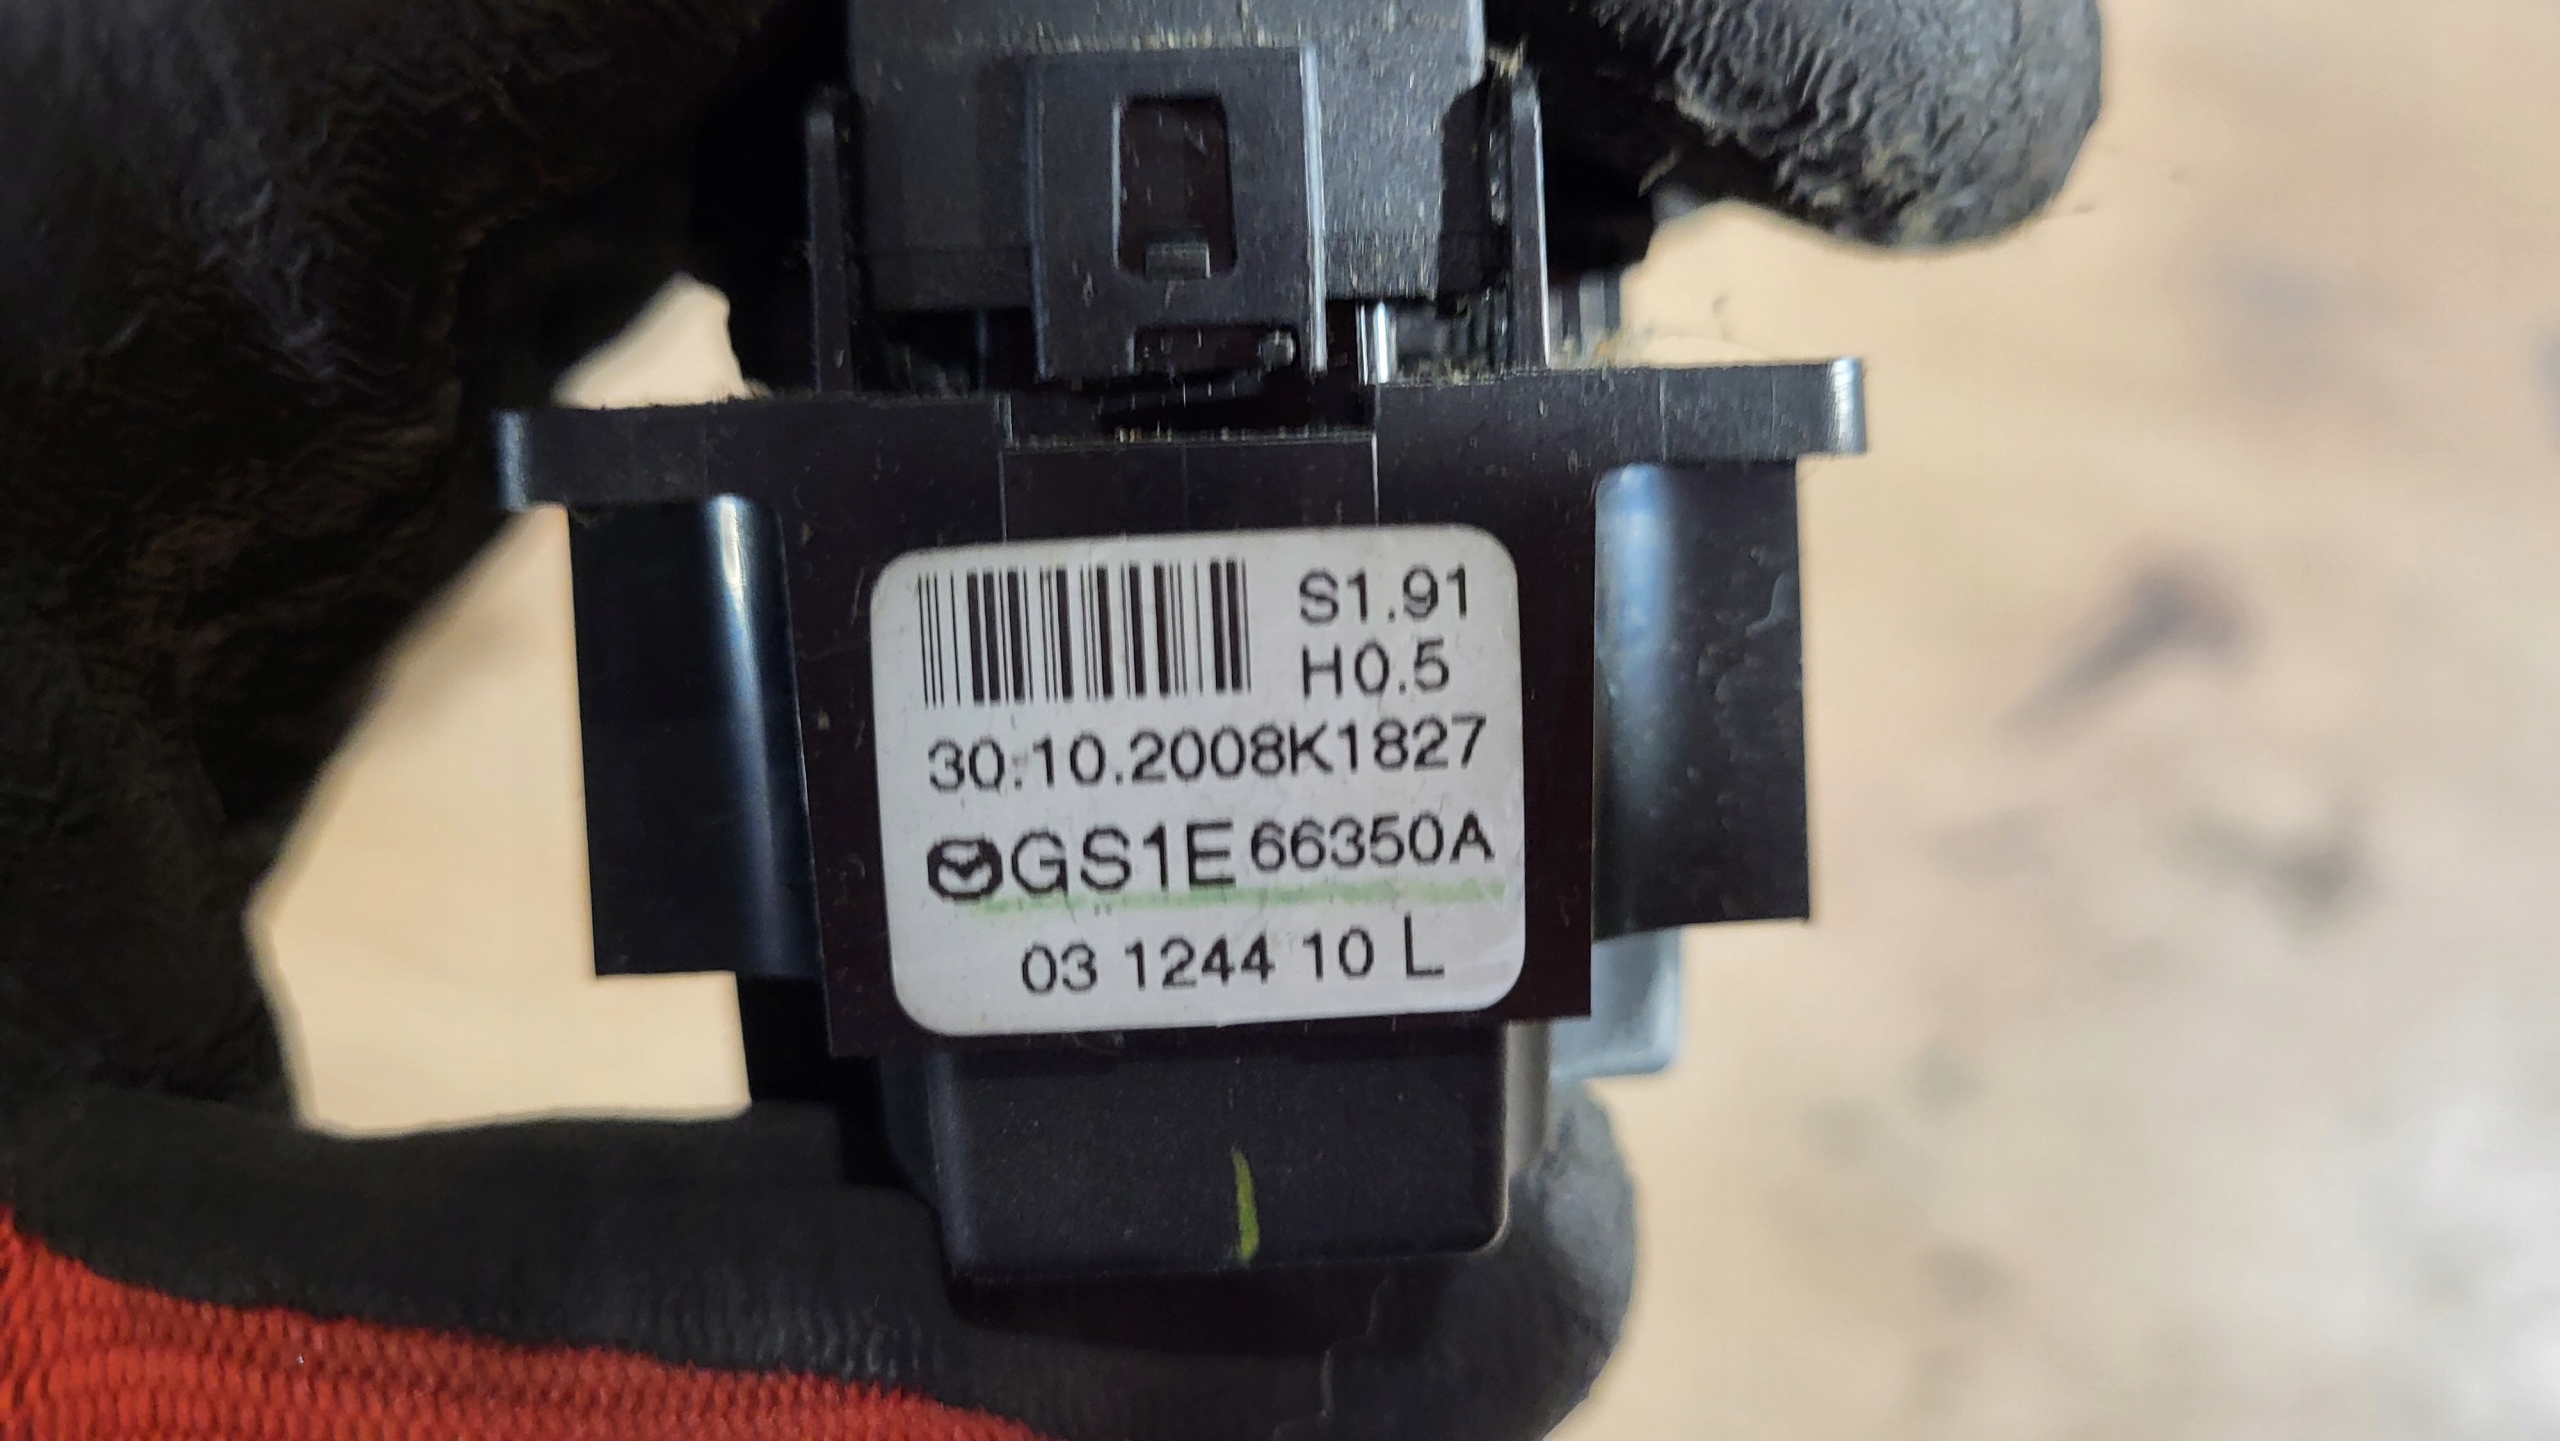 S1.91
H0.5
30.10.2008K1827
GS1E 66350A
03 1244 10 L